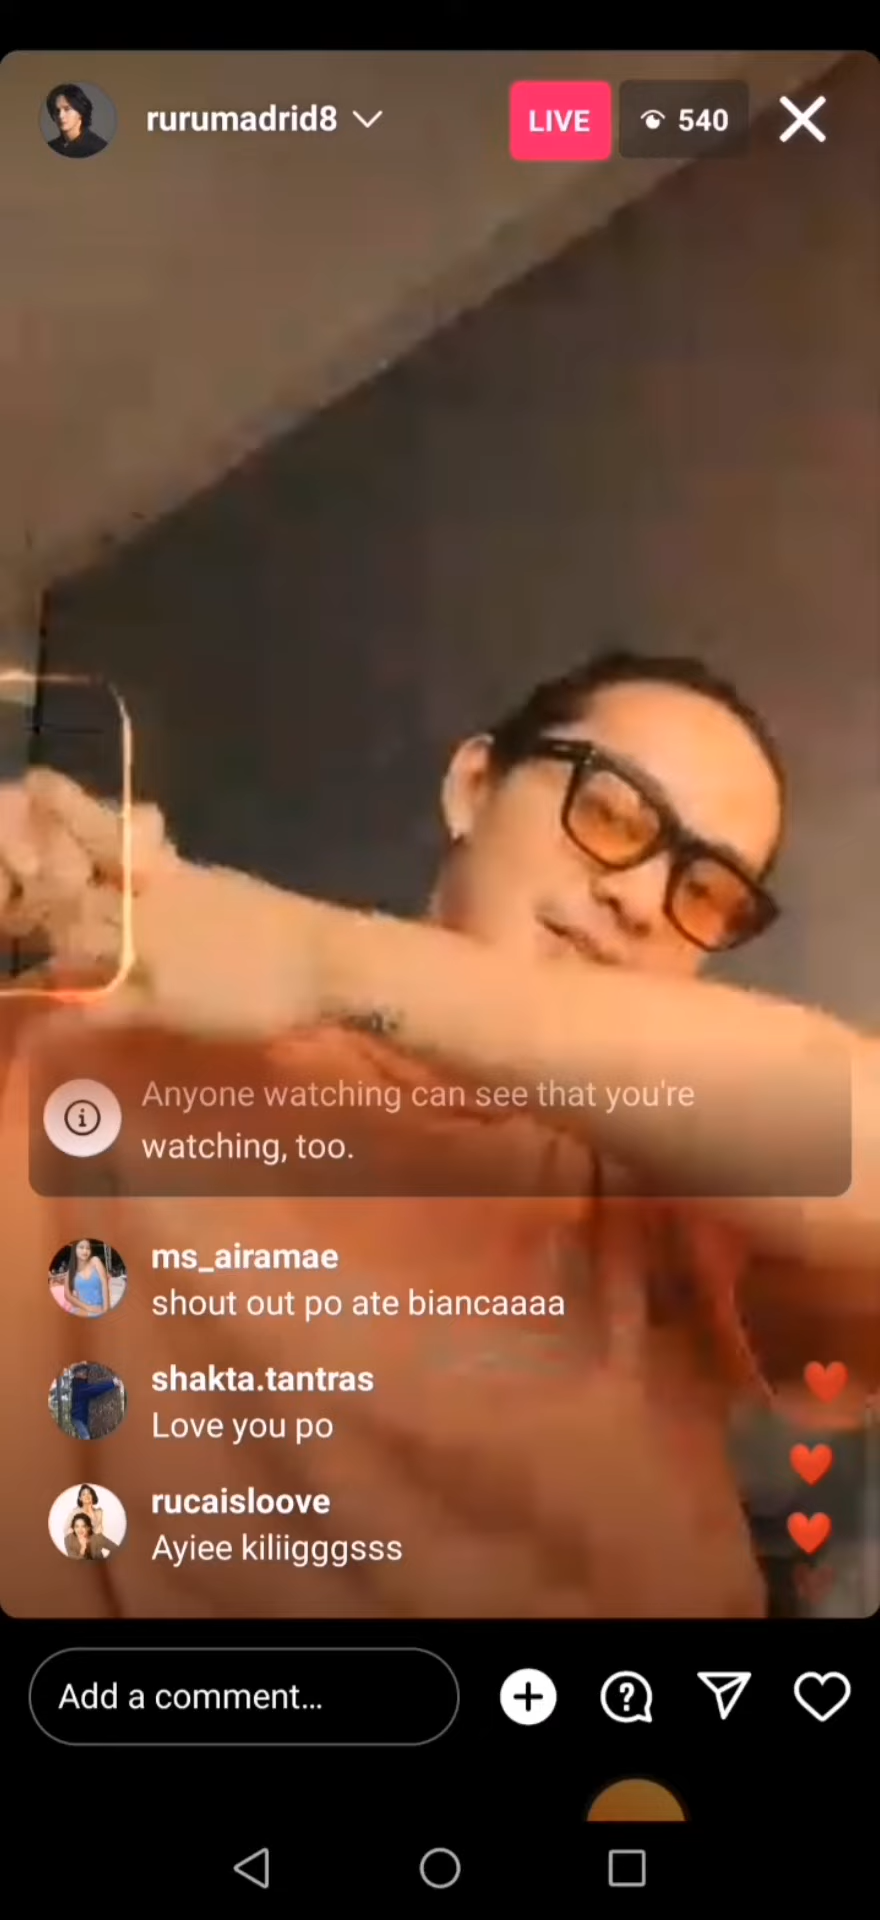 rurumadrid8
LIVE
540
Anyone watching can see that you're
watching, too.
ms_airamae
shout out po ate biancaaaa
shakta.tantras
Love you po
rucaisloove
Ayiee kiliigggsss
Add a comment...